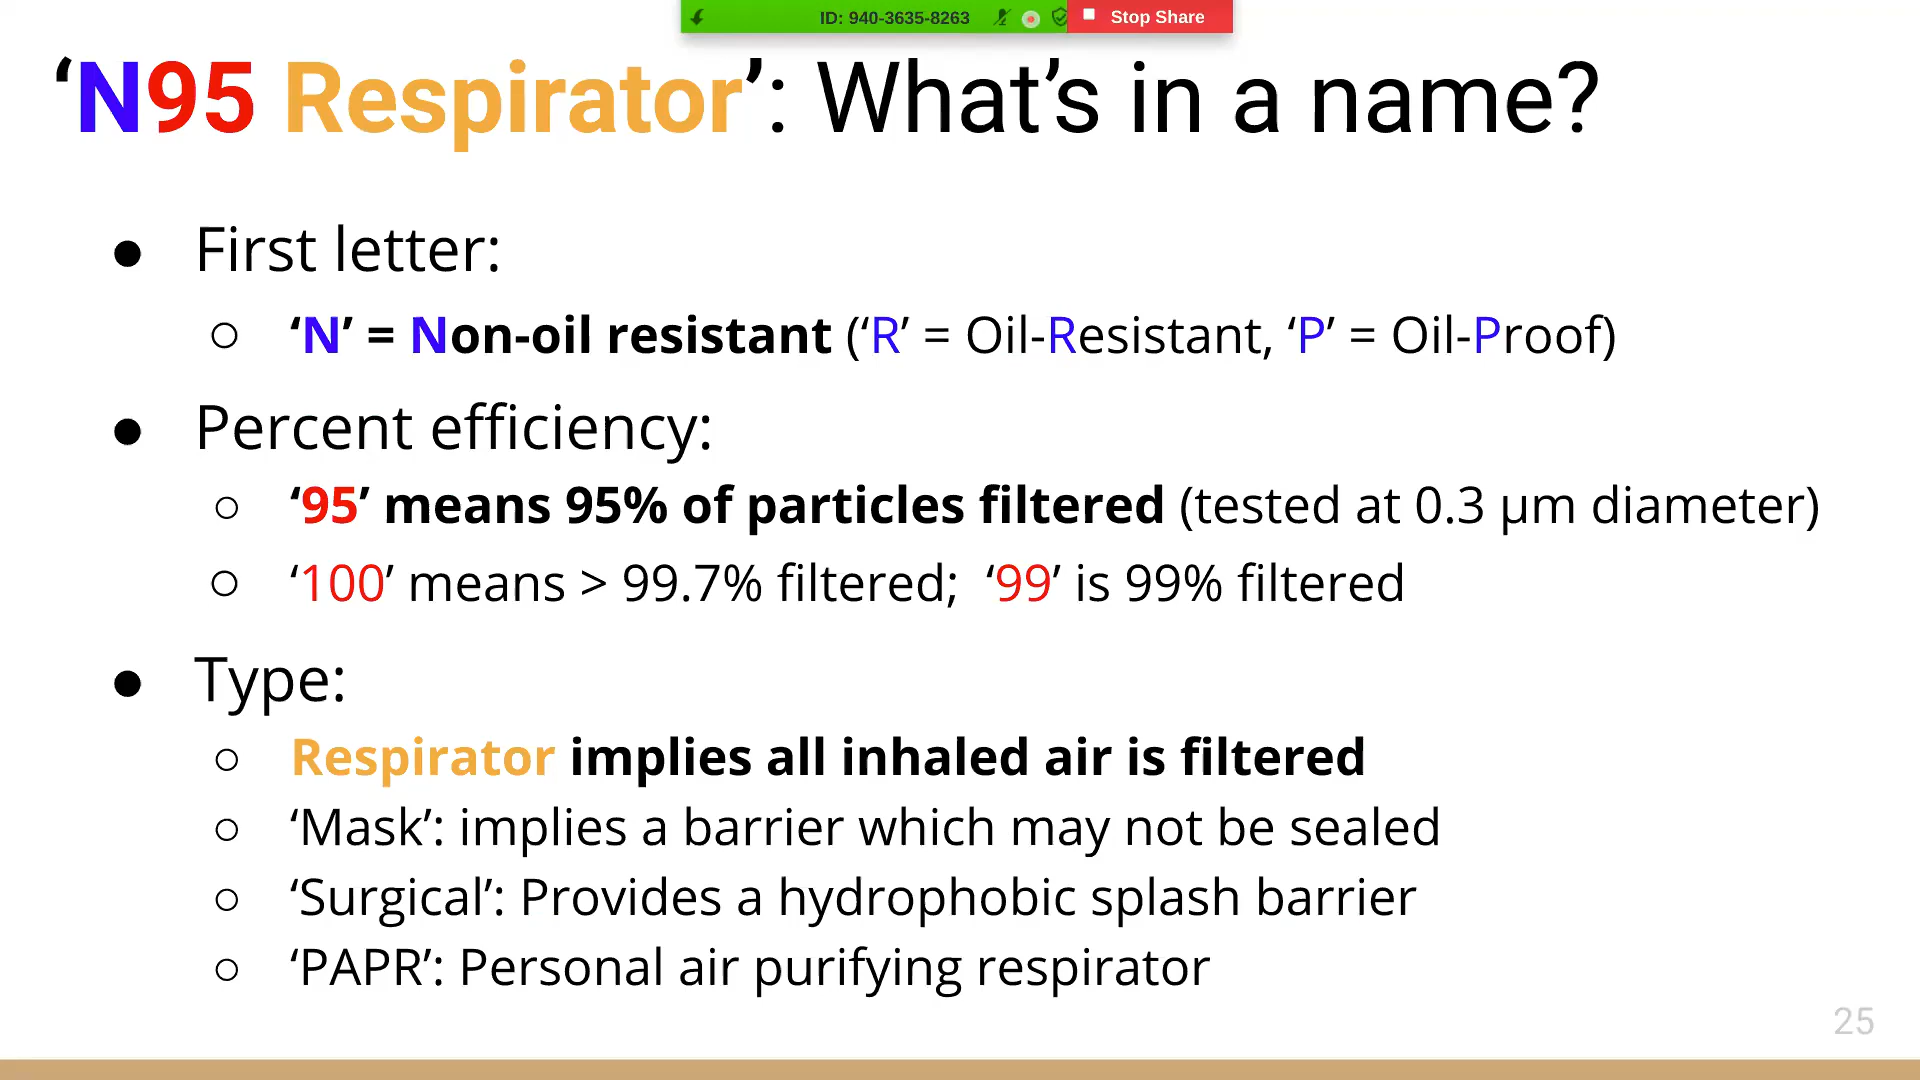 ID: 940-3635-8263 Stop Share
‘N95 Respirator’: What’s in a name?
● First letter:
○ ‘N’ = Non-oil resistant (‘R’ = Oil-Resistant, ‘P’ = Oil-Proof)
● Percent efficiency:
○ ‘95’ means 95% of particles filtered (tested at 0.3 µm diameter)
○ ‘100’ means > 99.7% filtered; ‘99’ is 99% filtered
● Type:
○ Respirator implies all inhaled air is filtered
○ ‘Mask’: implies a barrier which may not be sealed
○ ‘Surgical’: Provides a hydrophobic splash barrier
○ ‘PAPR’: Personal air purifying respirator
25